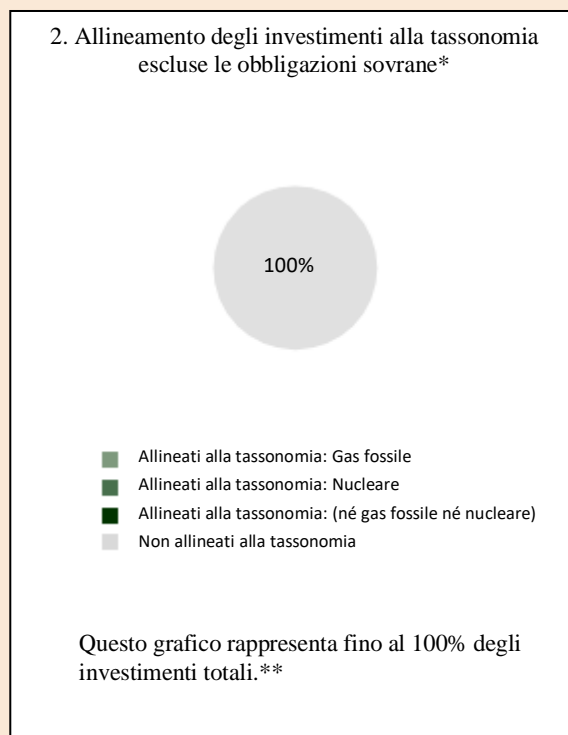 2. Allineamento degli investimenti alla tassonomia
escluse le obbligazioni sovrane*
100%
Allineati alla tassonomia: Gas fossile
Allineati alla tassonomia: Nucleare
Allineati alla tassonomia: (né gas fossile né nucleare)
Non allineati alla tassonomia
Questo grafico rappresenta fino al 100% degli
investimenti totali.**